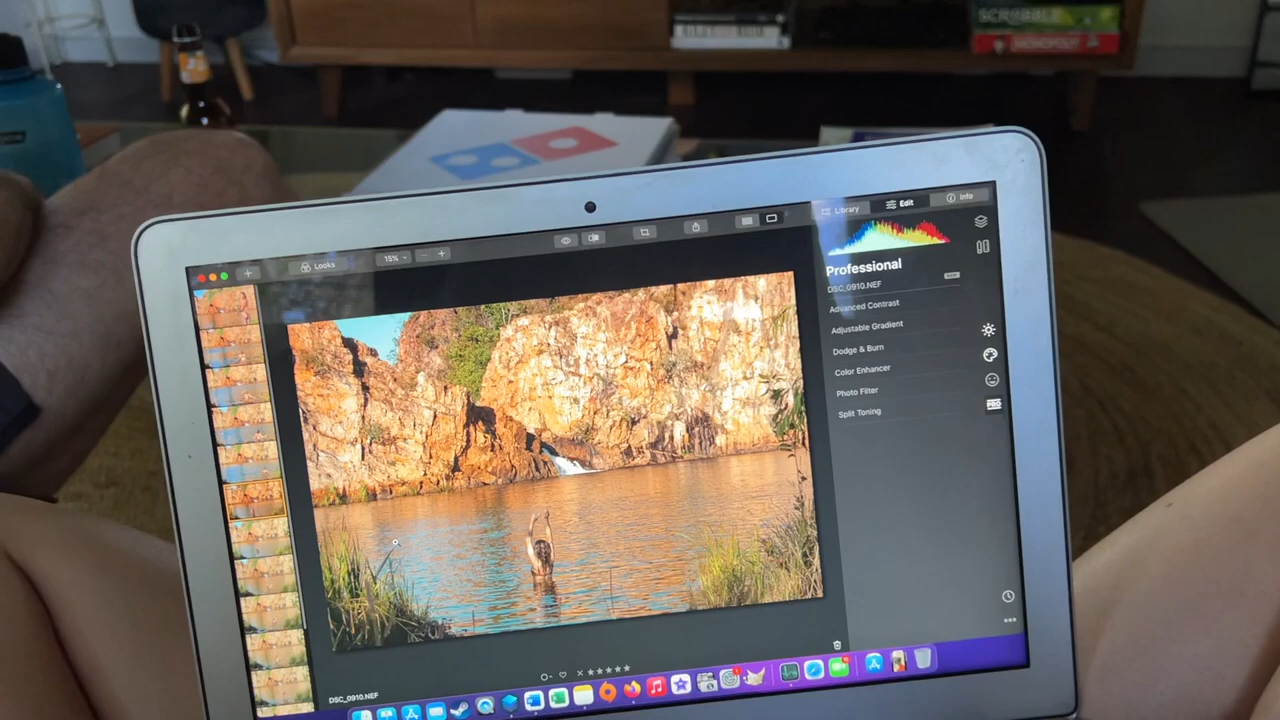 SCRABBLE
MONOPOLY
Library
Edit
Info
Looks
15%
Professional
DSC_0910.NEF
Advanced Contrast
Adjustable Gradient
Dodge & Burn
Color Enhancer
Photo Filter
Split Toning
PRO
DSC_0910.NEF